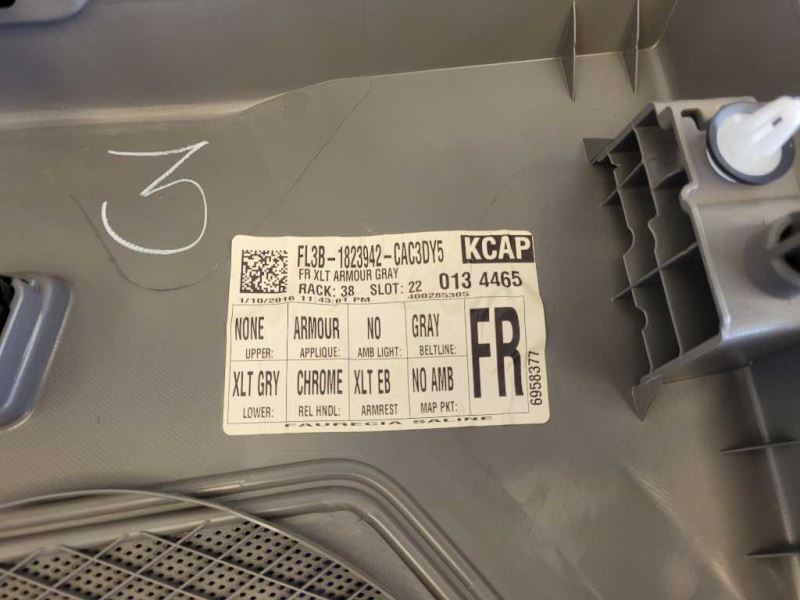 3
FL3B-1823942-CAC3DY5 KCAP
FR XLT ARMOUR GRAY
RACK: 38 SLOT: 22 013 4465
1/10/2016 11:43:01 PM 400285305
NONE ARMOUR NO GRAY
UPPER: APPLIQUE: AMB LIGHT: BELTLINE:
XLT GRY CHROME XLT EB NO AMB
LOWER: REL HNDL: ARMREST MAP PKT:
FR
6958377
FAURECIA SALINE